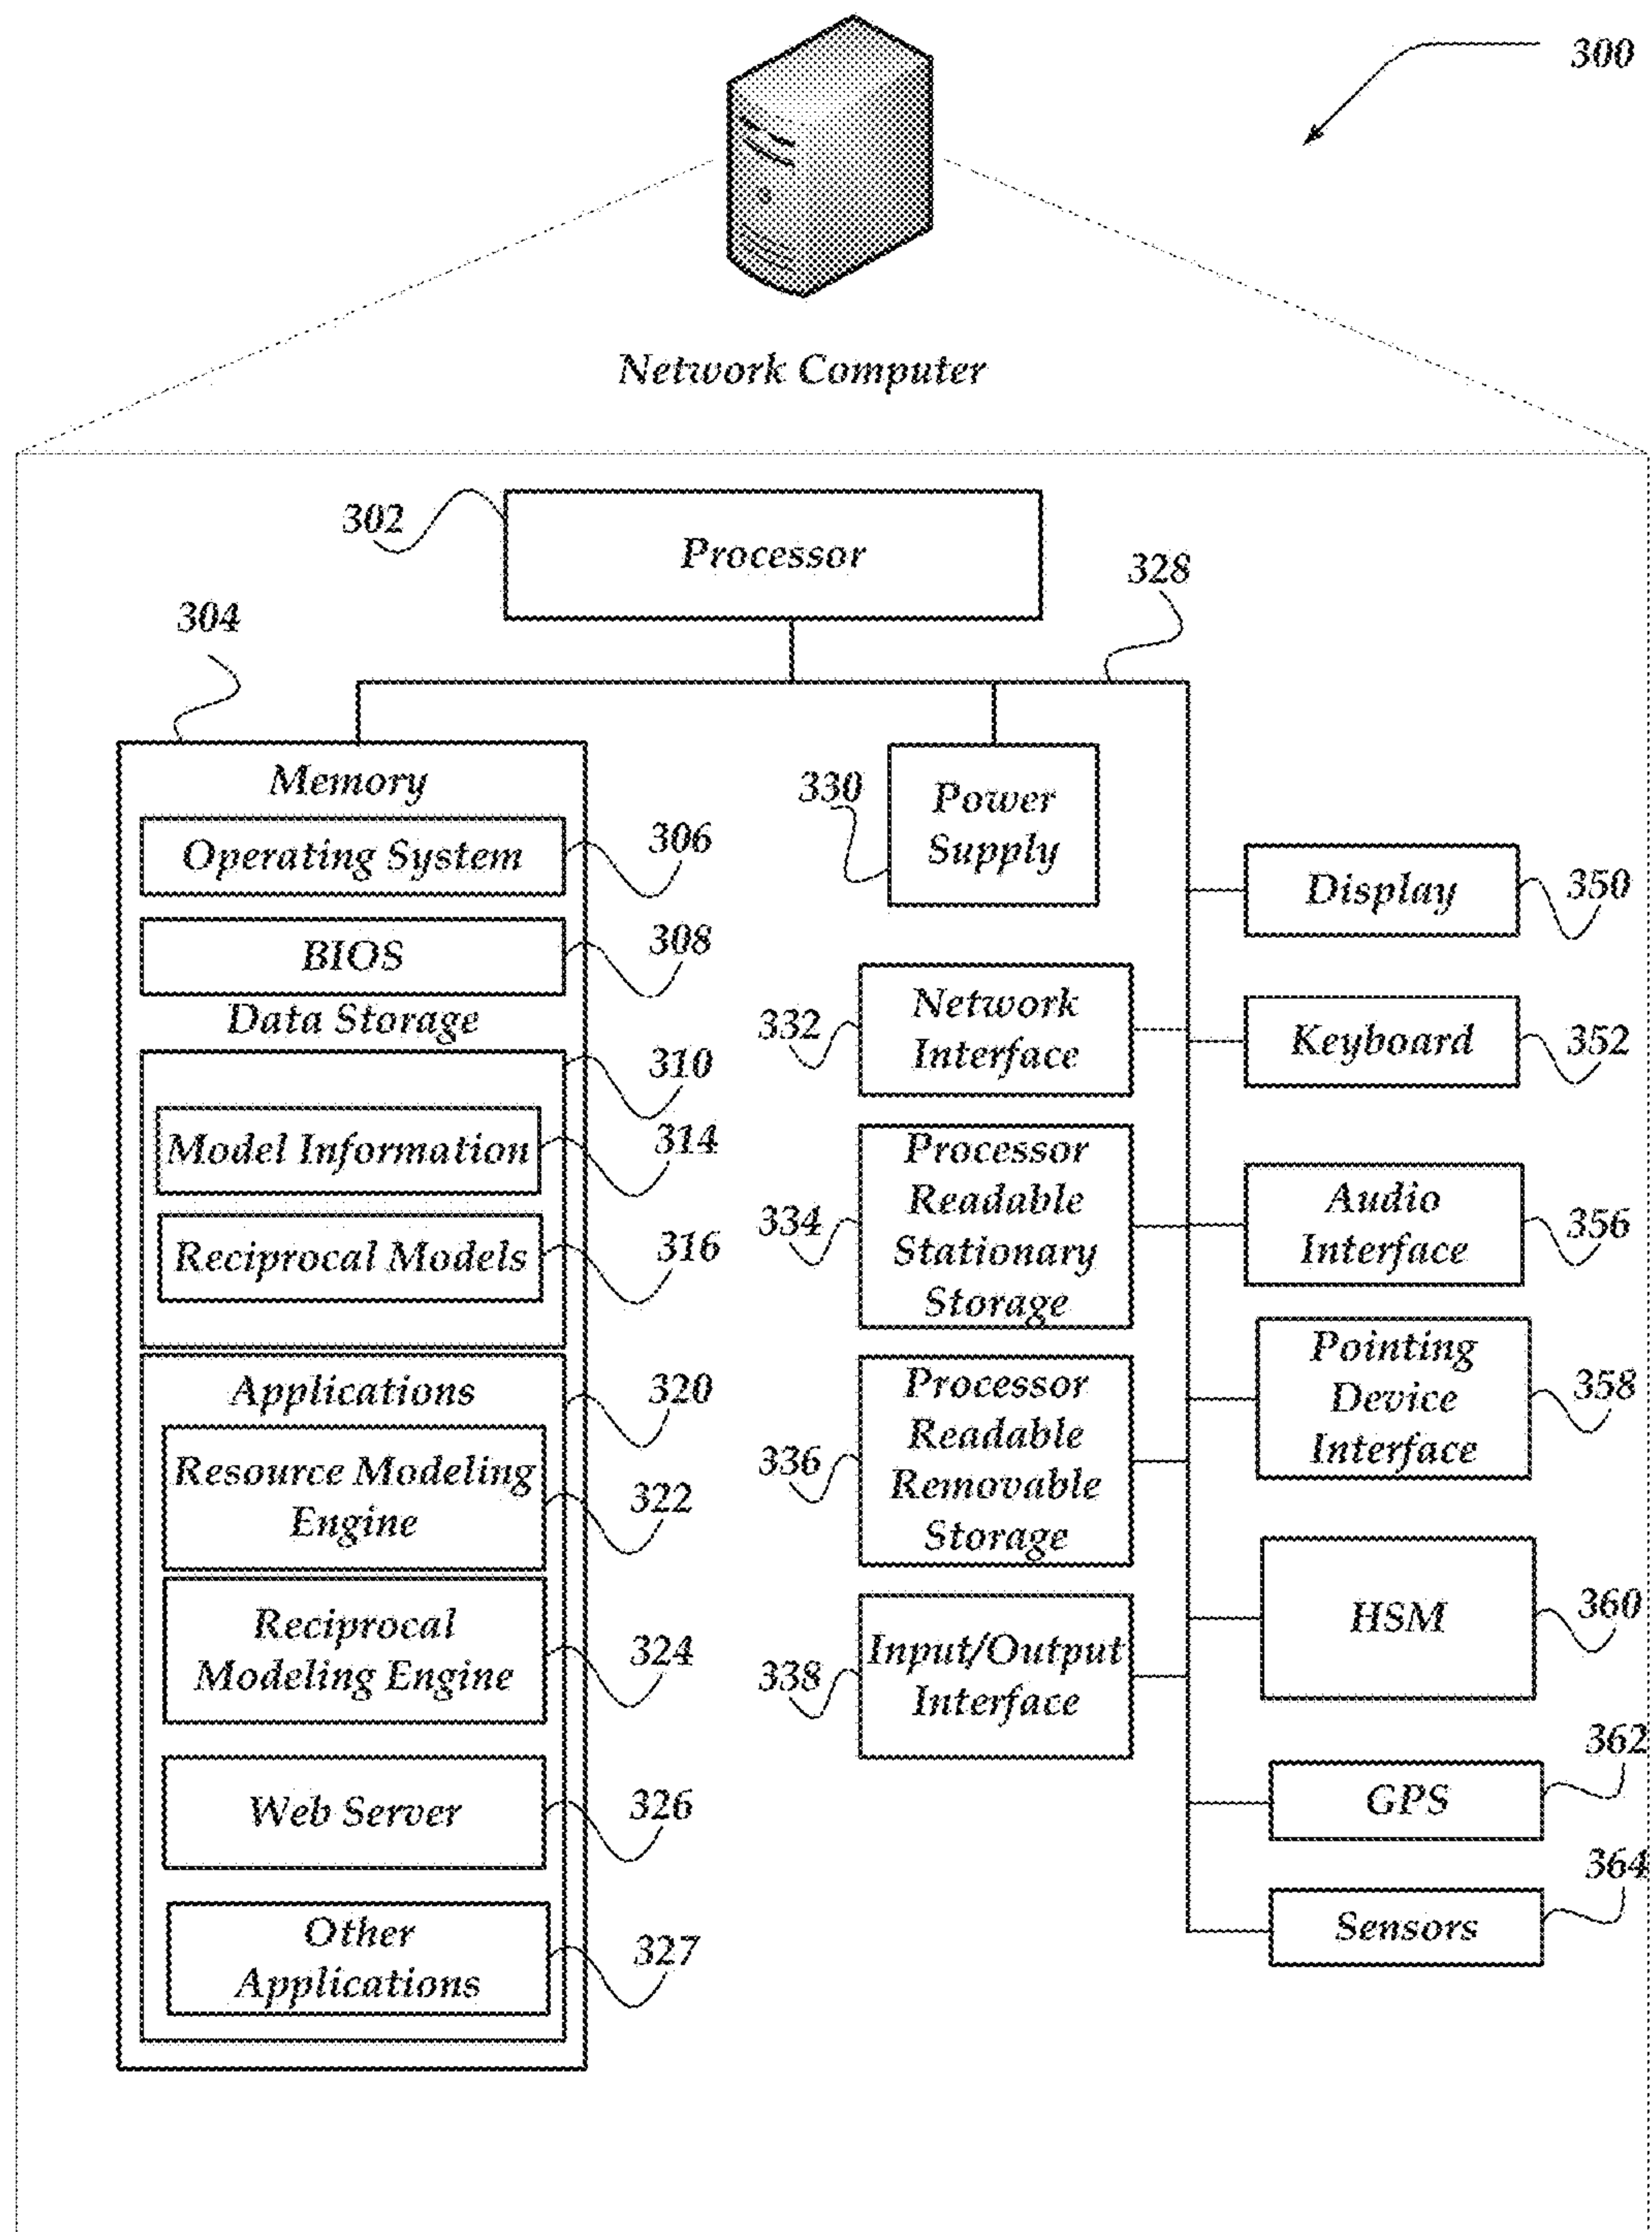 300
Network Computer
302
Processor
328
304
Memory
Operating System
306
BIOS
308
Data Storage
310
Model Information
314
Reciprocal Models
316
Applications
320
Resource Modeling
Engine
322
Reciprocal
Modeling Engine
324
Web Server
326
Other
Applications
327
330
Power
Supply
332
Network
Interface
334
Processor
Readable
Stationary
Storage
336
Processor
Readable
Removable
Storage
338
Input/Output
Interface
Display
350
Keyboard
352
Audio
Interface
356
Pointing
Device
Interface
358
HSM
360
362
GPS
364
Sensors